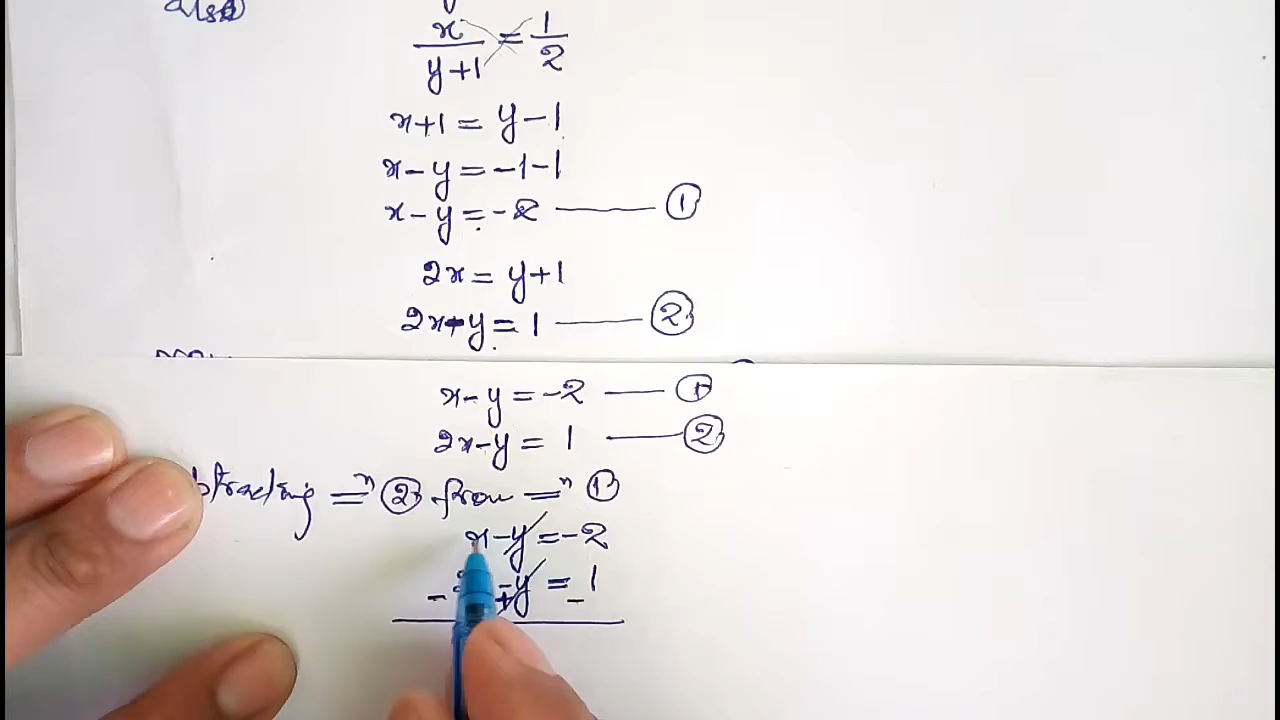 Also
x/(y+1) = 1/2
x+1 = y-1
x-y = -1-1
x-y = -2 —— ①
2x = y+1
2x-y = 1 —— ②
x-y = -2 —— ①
2x-y = 1 —— ②
btracting =ⁿ ② from =ⁿ ①
x-y = -2
-y = 1
- + -